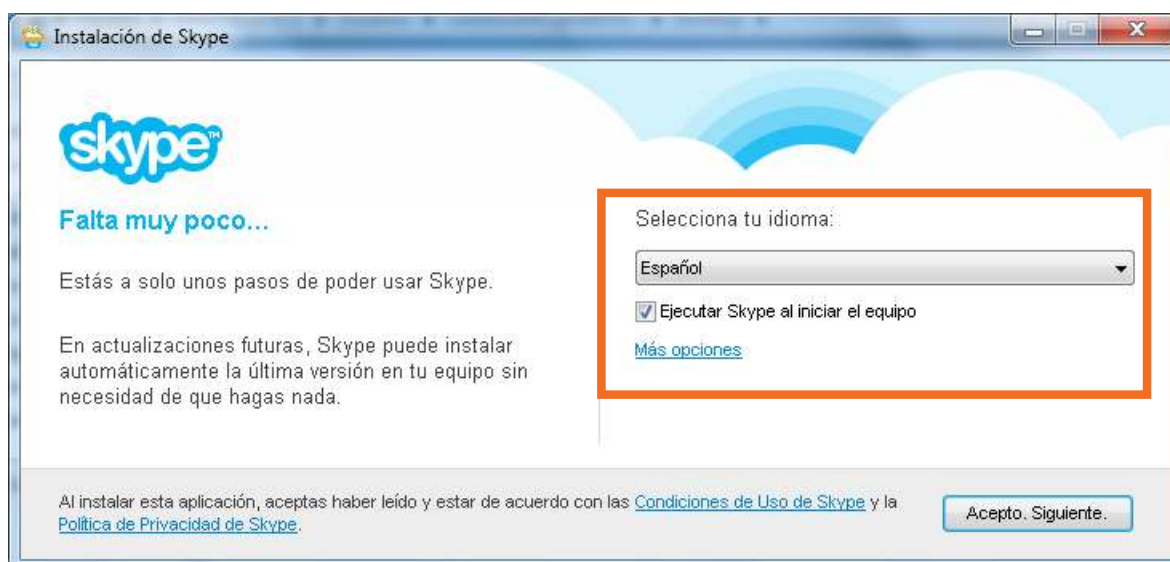 Instalación de Skype
skype™
Falta muy poco...
Estás a solo unos pasos de poder usar Skype.
En actualizaciones futuras, Skype puede instalar
automáticamente la última versión en tu equipo sin
necesidad de que hagas nada.
Selecciona tu idioma:
Español
Ejecutar Skype al iniciar el equipo
Más opciones
Al instalar esta aplicación, aceptas haber leído y estar de acuerdo con las Condiciones de Uso de Skype y la
Política de Privacidad de Skype.
Acepto. Siguiente.